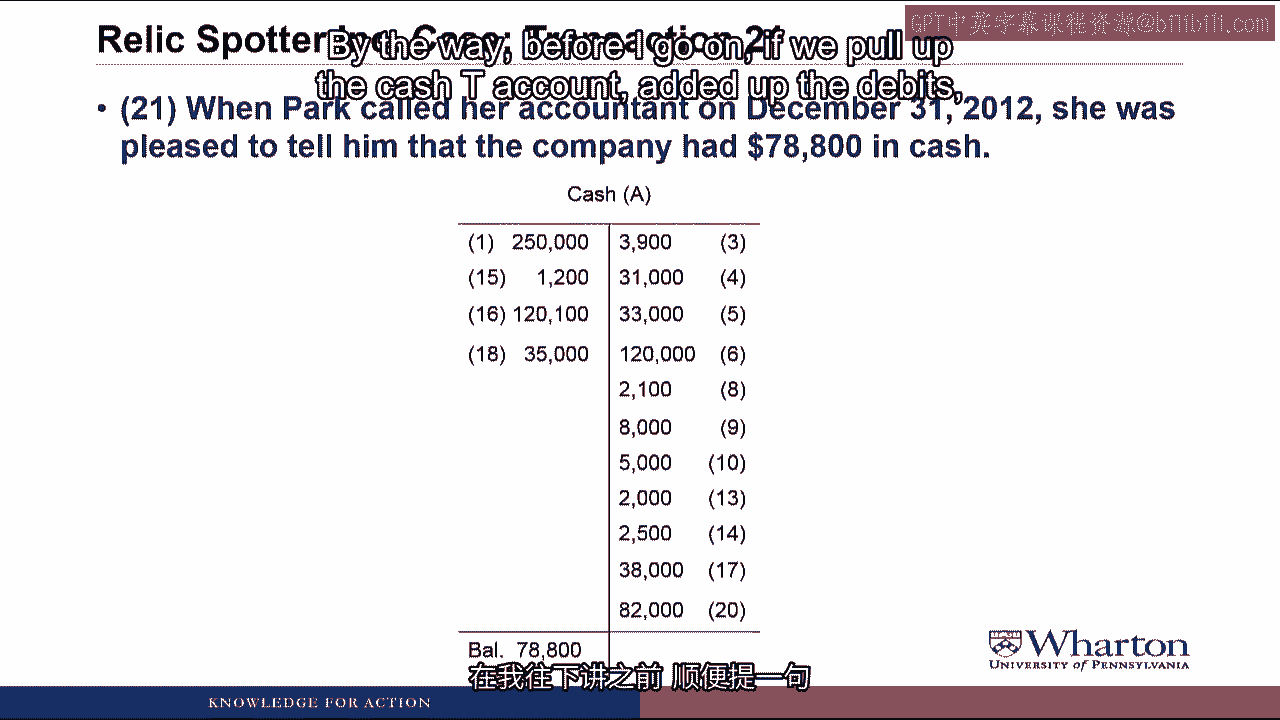 GPT中英字幕课程资源@bilibili.com
Relic Spotter Inc. Case: Transaction 21
By the way, before I go on, if we pull up
the cash T account, added up the debits,
• (21) When Park called her accountant on December 31, 2012, she was
pleased to tell him that the company had $78,800 in cash.
Cash (A)
(1) 250,000 3,900 (3)
(15) 1,200 31,000 (4)
(16) 120,100 33,000 (5)
(18) 35,000 120,000 (6)
2,100 (8)
8,000 (9)
5,000 (10)
2,000 (13)
2,500 (14)
38,000 (17)
82,000 (20)
Bal. 78,800
在我往下讲之前 顺便提一句
Wharton
UNIVERSITY of PENNSYLVANIA
KNOWLEDGE FOR ACTION